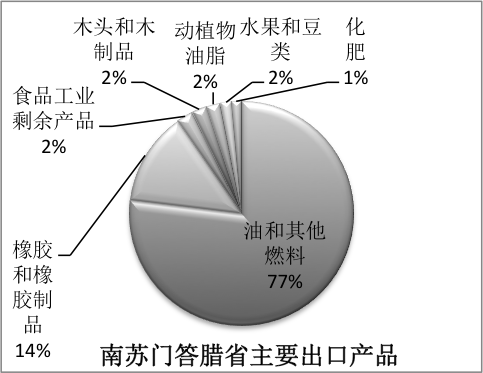 木头和木
制品
2%
动植物
油脂
2%
水果和豆
类
2%
化
肥
1%
食品工业
剩余产品
2%
油和其他
燃料
77%
橡胶
和橡
胶制
品
14%
南苏门答腊省主要出口产品